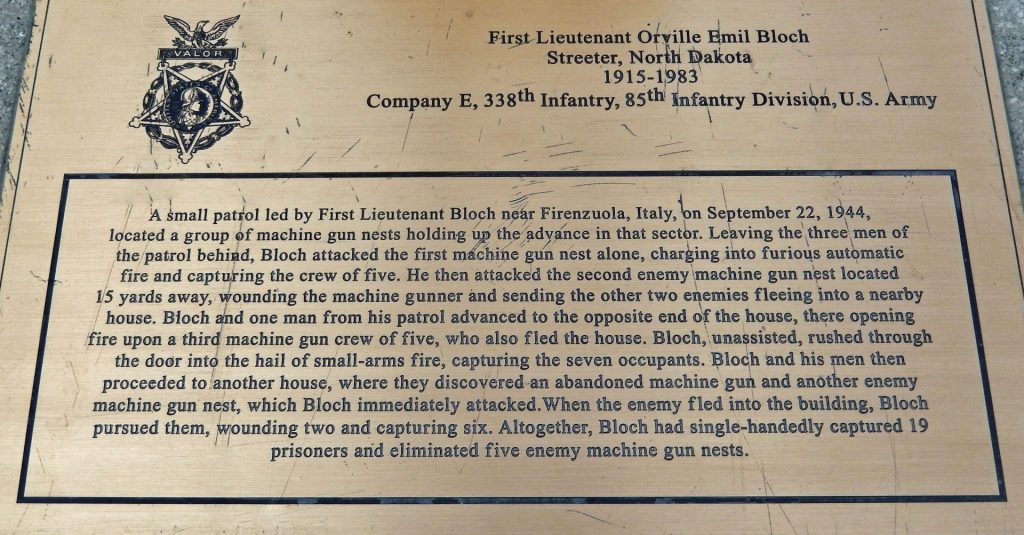 VALOR
First Lieutenant Orville Emil Bloch
Streeter, North Dakota
1915-1983
Company E, 338th Infantry, 85th Infantry Division, U.S. Army
A small patrol led by First Lieutenant Bloch near Firenzuola, Italy, on September 22, 1944,
located a group of machine gun nests holding up the advance in that sector. Leaving the three men of
the patrol behind, Bloch attacked the first machine gun nest alone, charging into furious automatic
fire and capturing the crew of five. He then attacked the second enemy machine gun nest located
15 yards away, wounding the machine gunner and sending the other two enemies fleeing into a nearby
house. Bloch and one man from his patrol advanced to the opposite end of the house, there opening
fire upon a third machine gun crew of five, who also fled the house. Bloch, unassisted, rushed through
the door into the hail of small-arms fire, capturing the seven occupants. Bloch and his men then
proceeded to another house, where they discovered an abandoned machine gun and another enemy
machine gun nest, which Bloch immediately attacked.When the enemy fled into the building, Bloch
pursued them, wounding two and capturing six. Altogether, Bloch had single-handedly captured 19
prisoners and eliminated five enemy machine gun nests.